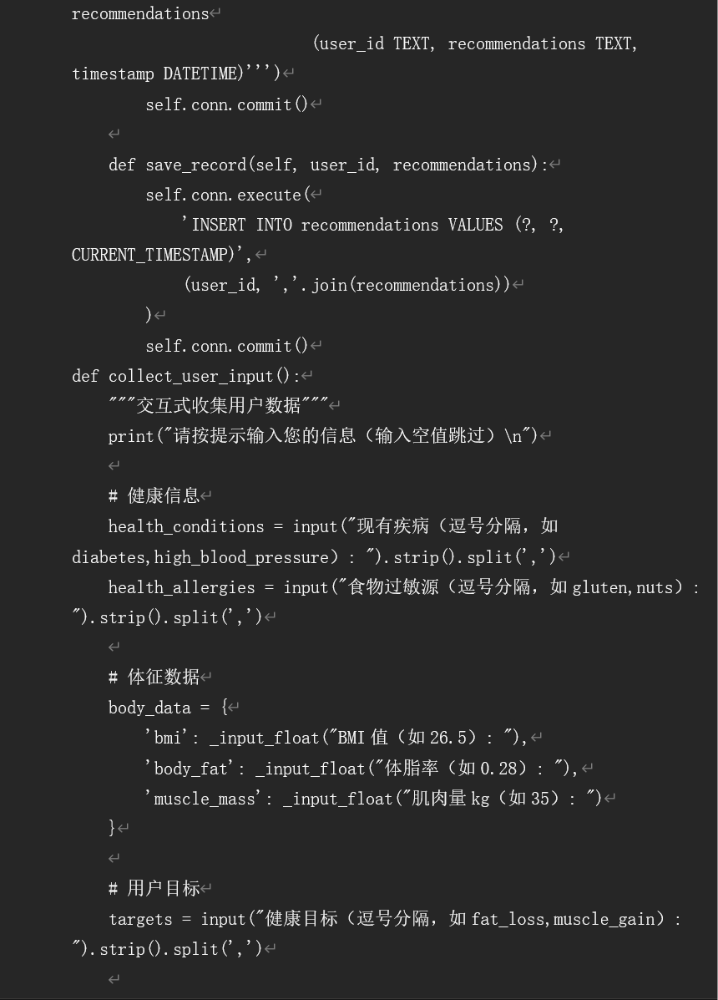 recommendations↵
(user_id TEXT, recommendations TEXT,
timestamp DATETIME)''')↵
self.conn.commit()↵
↵
def save_record(self, user_id, recommendations):↵
self.conn.execute(↵
'INSERT INTO recommendations VALUES (?, ?,
CURRENT_TIMESTAMP)',↵
(user_id, ','.join(recommendations))↵
)↵
self.conn.commit()↵
def collect_user_input():↵
"""交互式收集用户数据"""↵
print("请按提示输入您的信息（输入空值跳过）\n")↵
↵
# 健康信息↵
health_conditions = input("现有疾病（逗号分隔，如
diabetes,high_blood_pressure）: ").strip().split(',')↵
health_allergies = input("食物过敏源（逗号分隔，如 gluten,nuts）:
").strip().split(',')↵
↵
# 体征数据↵
body_data = {↵
'bmi': _input_float("BMI 值（如 26.5）: "),↵
'body_fat': _input_float("体脂率（如 0.28）: "),↵
'muscle_mass': _input_float("肌肉量 kg（如 35）: ")↵
}↵
↵
# 用户目标↵
targets = input("健康目标（逗号分隔，如 fat_loss,muscle_gain）:
").strip().split(',')↵
↵